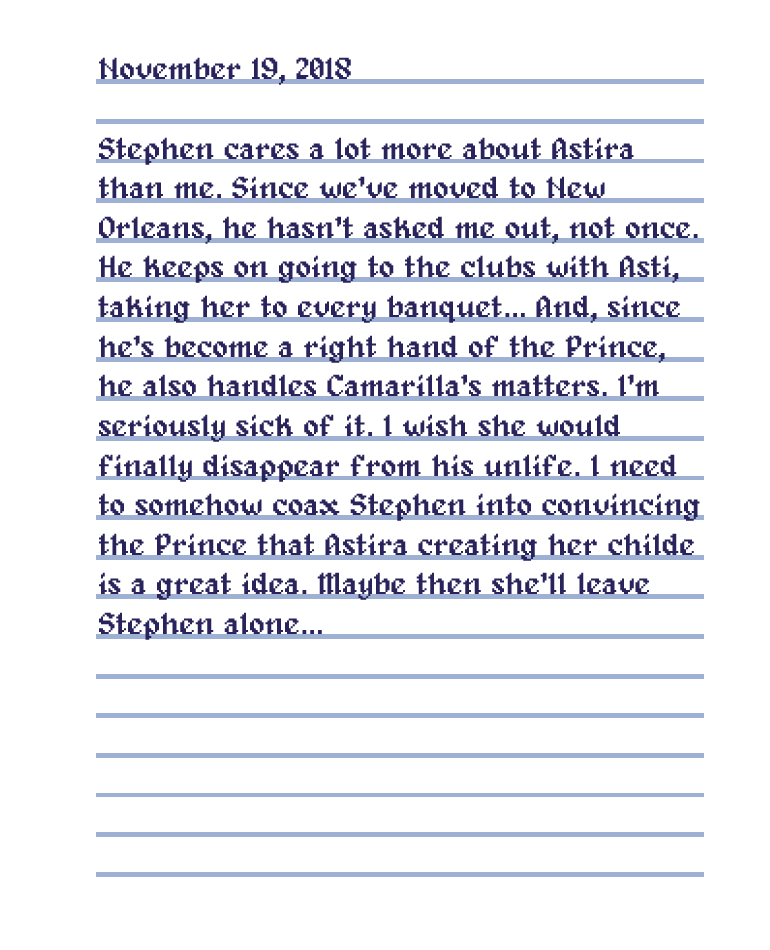 November 19, 2018
Stephen cares a lot more about Astira
than me. Since we've moved to New
Orleans, he hasn't asked me out, not once.
He keeps on going to the clubs with Asti,
taking her to every banquet... And, since
he's become a right hand of the Prince,
he also handles Camarilla's matters. I'm
seriously sick of it. I wish she would
finally disappear from his unlife. I need
to somehow coax Stephen into convincing
the Prince that Astira creating her childe
is a great idea. Maybe then she'll leave
Stephen alone...